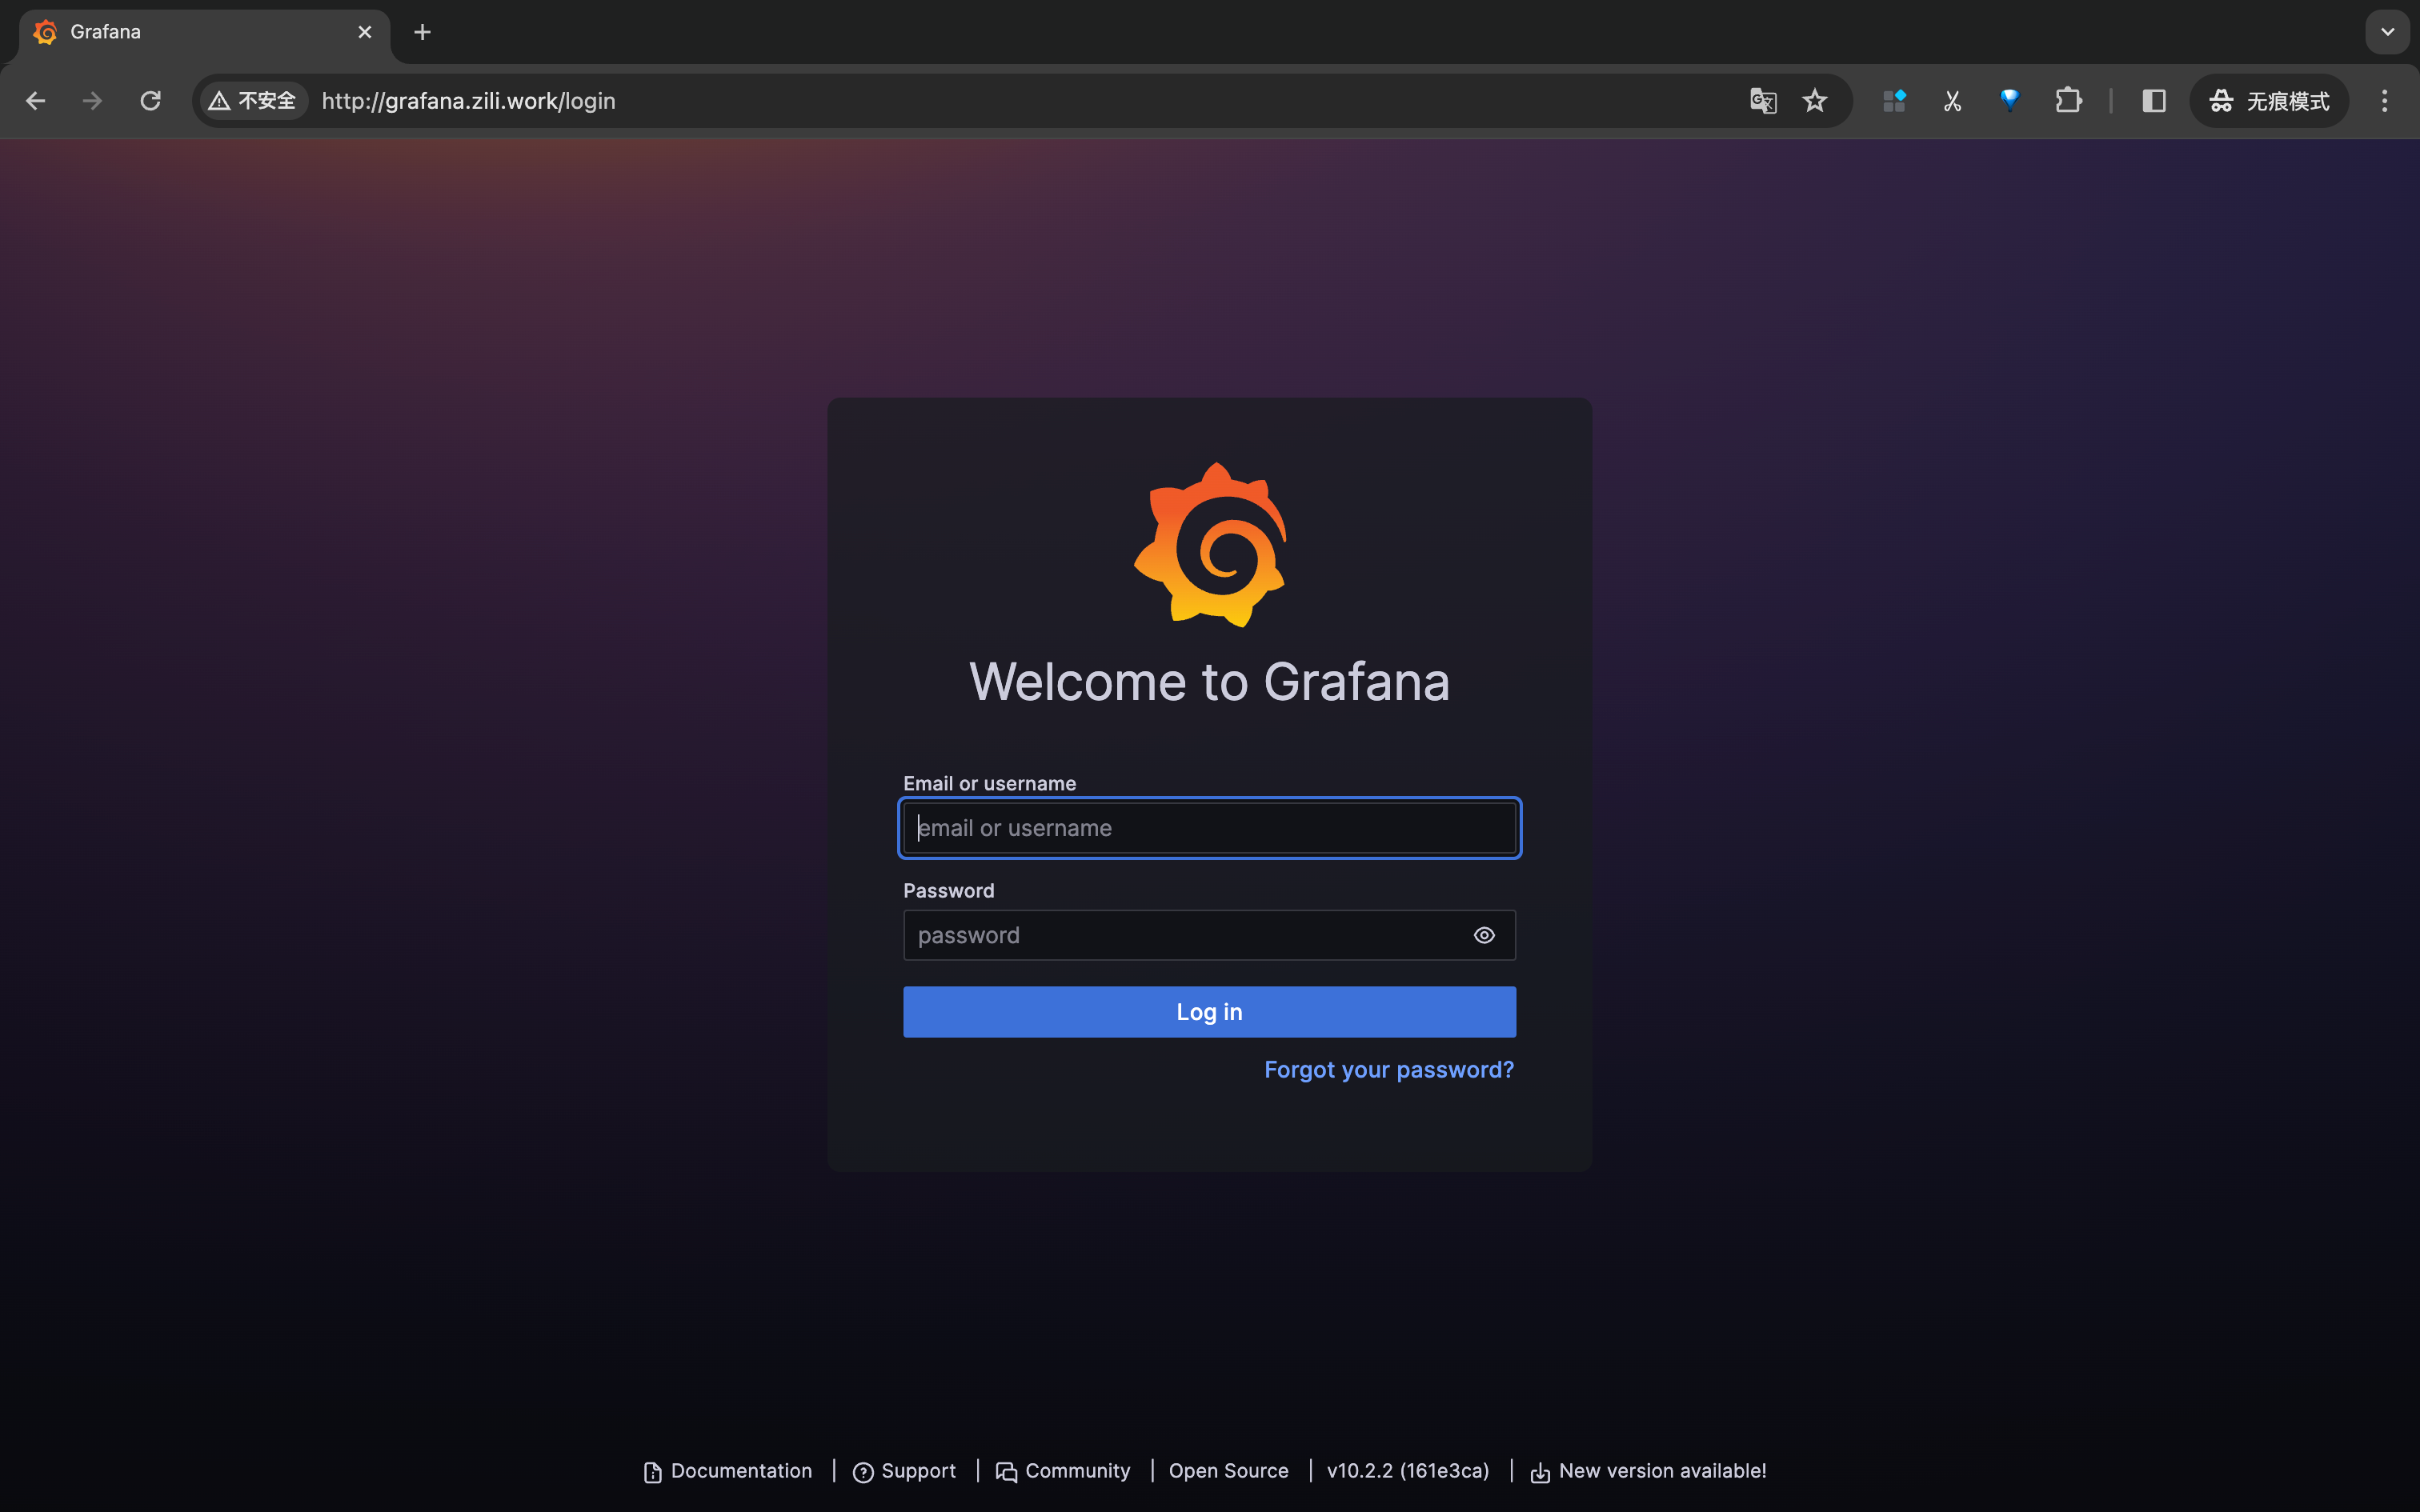 Grafana
不安全
http://grafana.zili.work/login
无痕模式
Welcome to Grafana
Email or username
email or username
Password
password
Log in
Forgot your password?
Documentation | Support | Community | Open Source | v10.2.2 (161e3ca) | New version available!